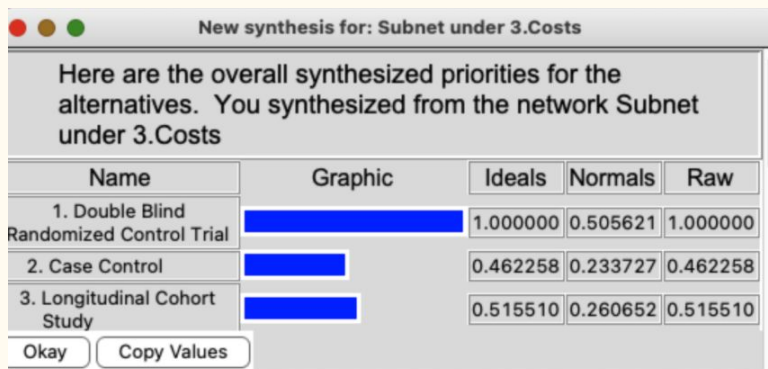 New synthesis for: Subnet under 3.Costs
Here are the overall synthesized priorities for the
alternatives. You synthesized from the network Subnet
under 3.Costs
Name Graphic Ideals Normals Raw
1. Double Blind
Randomized Control Trial
1.000000 0.505621 1.000000
2. Case Control 0.462258 0.233727 0.462258
3. Longitudinal Cohort
Study
0.515510 0.260652 0.515510
Okay Copy Values